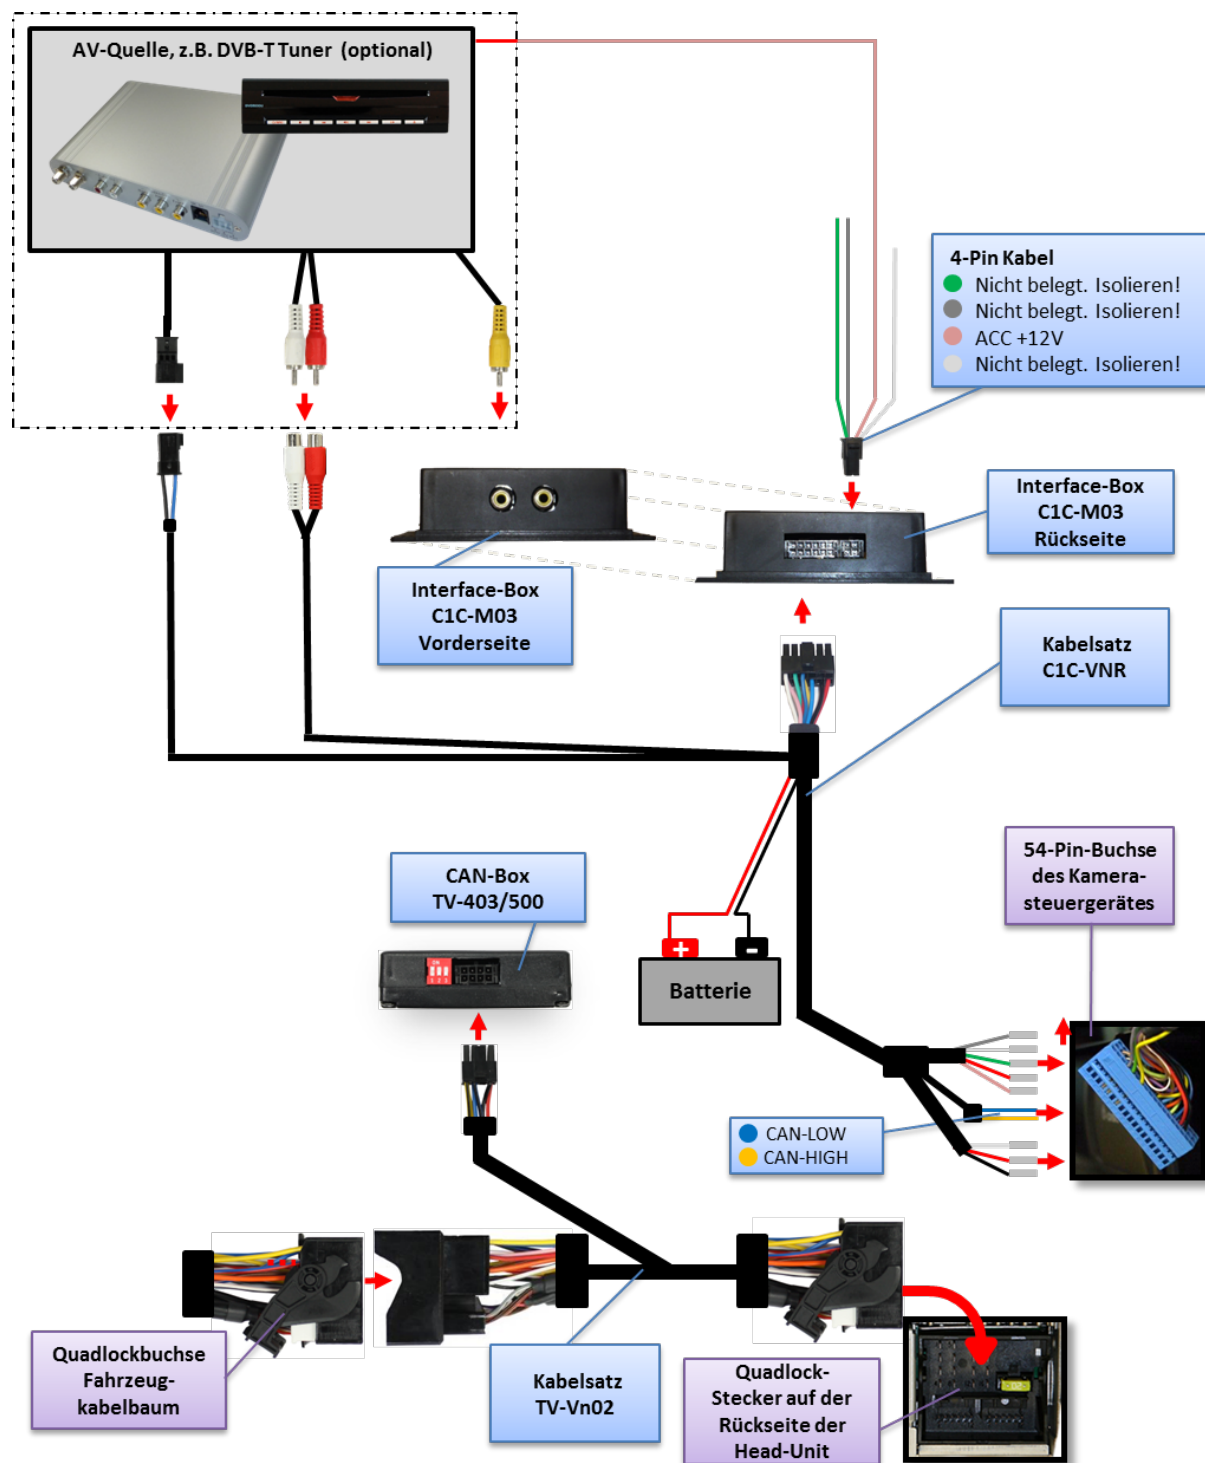 AV-Quelle, z.B. DVB-T Tuner (optional)
4-Pin Kabel
Nicht belegt. Isolieren!
Nicht belegt. Isolieren!
ACC +12V
Nicht belegt. Isolieren!
Interface-Box
C1C-M03
Rückseite
Interface-Box
C1C-M03
Vorderseite
Kabelsatz
C1C-VNR
54-Pin-Buchse
des Kamera-
steuergerätes
CAN-Box
TV-403/500
1 2 3
+ -
Batterie
CAN-LOW
CAN-HIGH
Quadlockbuchse
Fahrzeug-
kabelbaum
Kabelsatz
TV-Vn02
Quadlock-
Stecker auf der
Rückseite der
Head-Unit